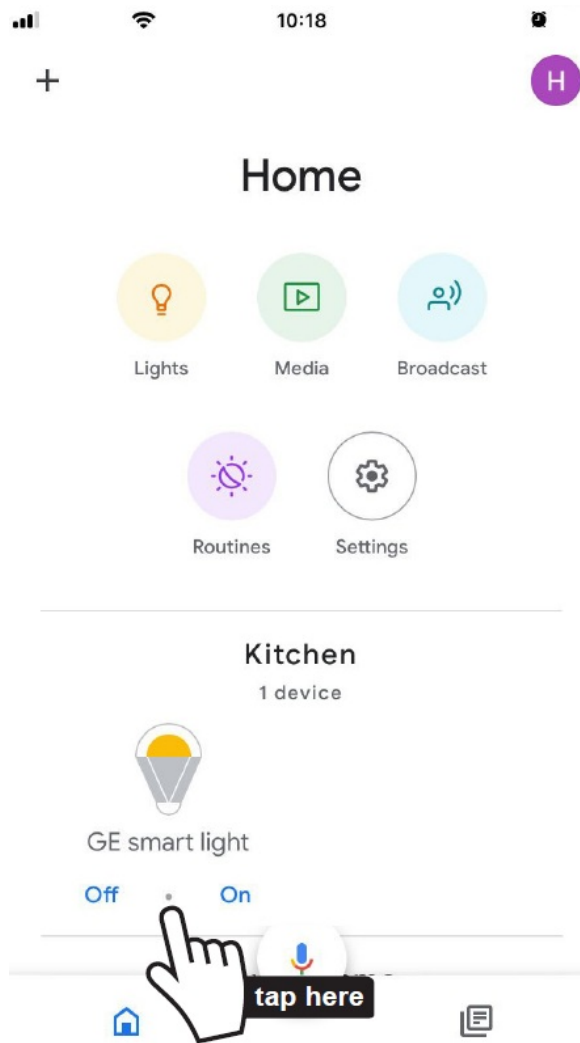 10:18
H
Home
Lights Media Broadcast
Routines Settings
Kitchen
1 device
GE smart light
Off · On
tap here